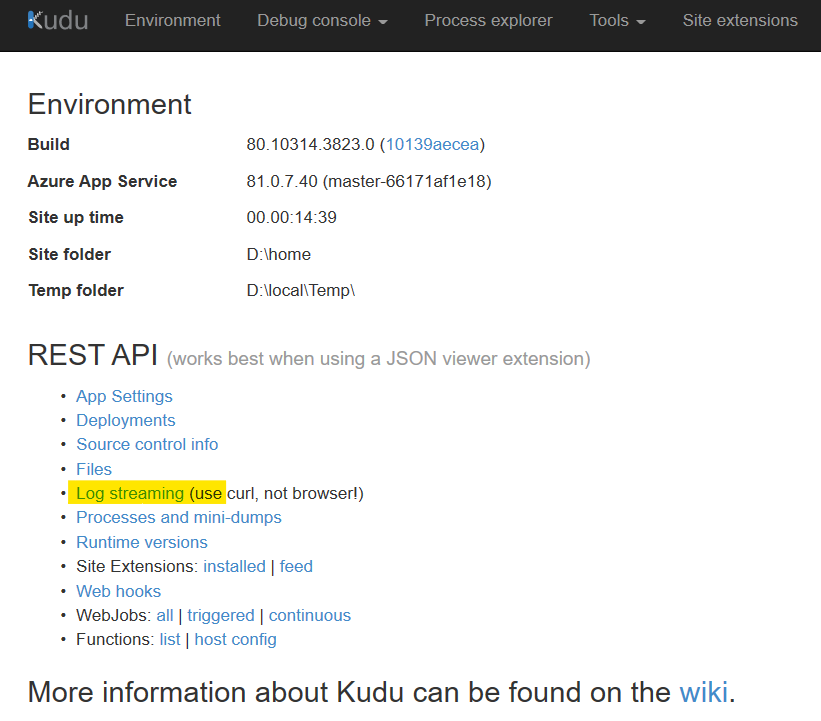 Kudu Environment Debug console Process explorer Tools Site extensions
Environment
Build 80.10314.3823.0 (10139aecea)
Azure App Service 81.0.7.40 (master-66171af1e18)
Site up time 00.00:14:39
Site folder D:\home
Temp folder D:\local\Temp\
REST API (works best when using a JSON viewer extension)
• App Settings
• Deployments
• Source control info
• Files
• Log streaming (use curl, not browser!)
• Processes and mini-dumps
• Runtime versions
• Site Extensions: installed | feed
• Web hooks
• WebJobs: all | triggered | continuous
• Functions: list | host config
More information about Kudu can be found on the wiki.